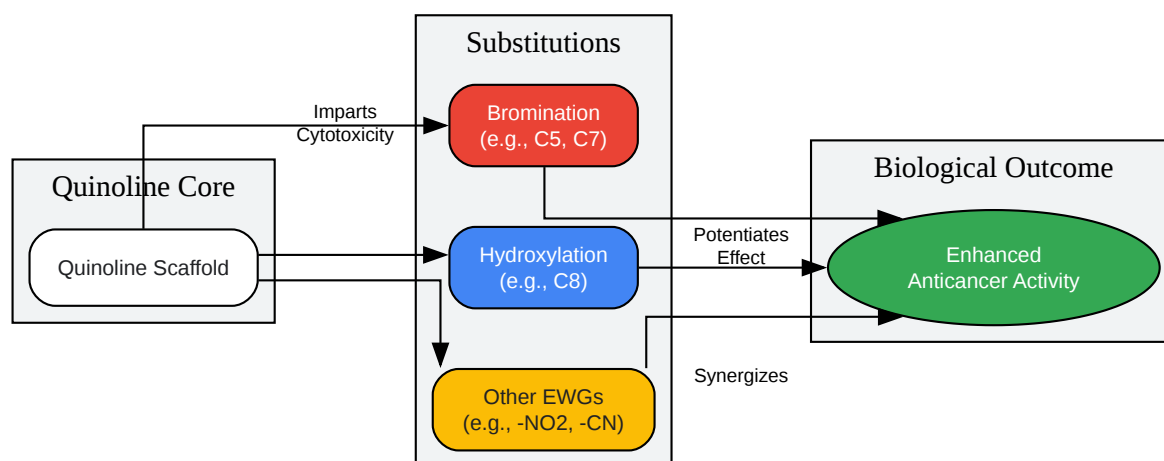 Substitutions
Imparts
Cytotoxicity
Bromination
(e.g., C5, C7)
Quinoline Core
Quinoline Scaffold
Hydroxylation
(e.g., C8)
Other EWGs
(e.g., -NO2, -CN)
Potentiates
Effect
Synergizes
Biological Outcome
Enhanced
Anticancer Activity